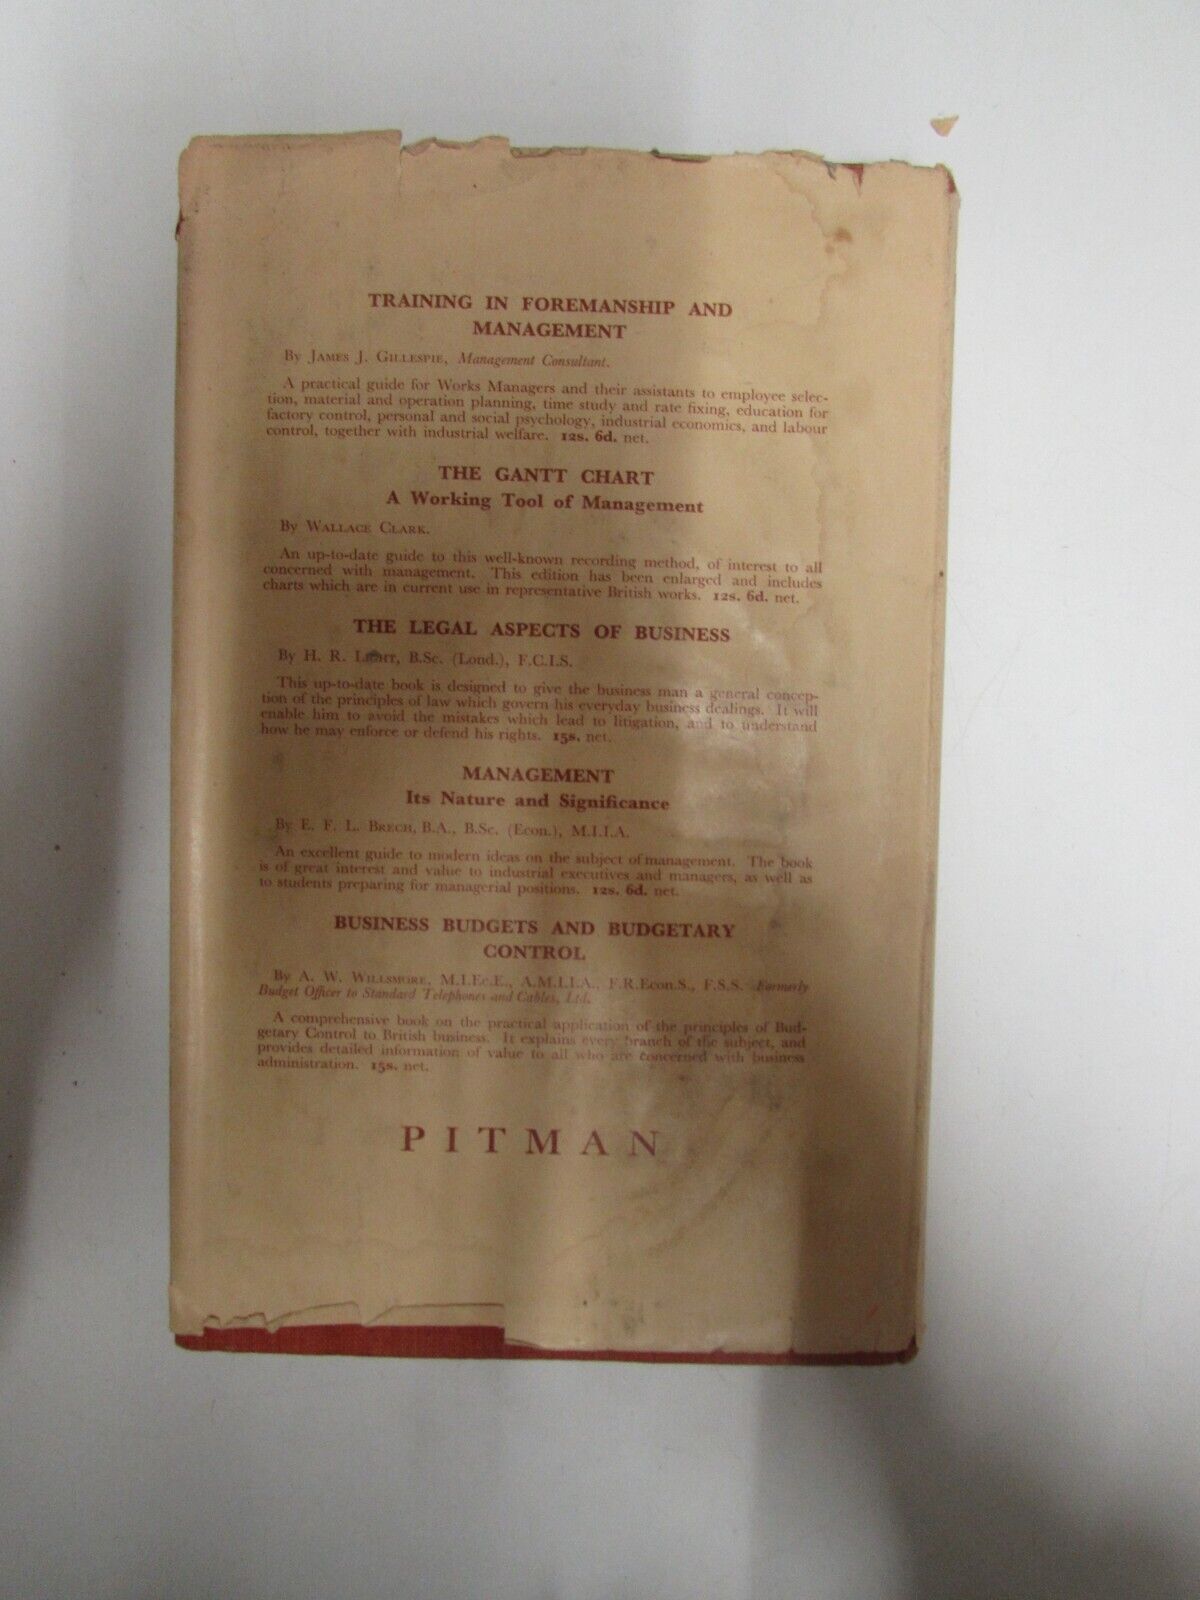 TRAINING IN FOREMANSHIP AND
MANAGEMENT
By JAMES J. GILLESPIE, Management Consultant.
A practical guide for Works Managers and their assistants to employee selec-
tion, material and operation planning, time study and rate fixing, education for
factory control, personal and social psychology, industrial economics, and labour
control, together with industrial welfare. 12s. 6d. net.
THE GANTT CHART
A Working Tool of Management
By WALLACE CLARK.
An up-to-date guide to this well-known recording method, of interest to all
concerned with management. This edition has been enlarged and includes
charts which are in current use in representative British works. 12s. 6d. net.
THE LEGAL ASPECTS OF BUSINESS
By H. R. LIGHT, B.Sc. (Lond.), F.C.I.S.
This up-to-date book is designed to give the business man a general concep-
tion of the principles of law which govern his everyday business dealings. It will
enable him to avoid the mistakes which lead to litigation, and to understand
how he may enforce or defend his rights. 15s. net.
MANAGEMENT
Its Nature and Significance
By E. F. L. BRECH, B.A., B.Sc. (Econ.), M.I.I.A.
An excellent guide to modern ideas on the subject of management. The book
is of great interest and value to industrial executives and managers, as well as
to students preparing for managerial positions. 12s. 6d. net.
BUSINESS BUDGETS AND BUDGETARY
CONTROL
By A. W. WILLSMORE, M.I.Ec.E., A.M.I.I.A., F.R.Econ.S., F.S.S. Formerly
Budget Officer to Standard Telephones and Cables, Ltd.
A comprehensive book on the practical application of the principles of Bud-
getary Control to British business. It explains every branch of the subject, and
provides detailed information of value to all who are concerned with business
administration. 15s. net.
PITMAN